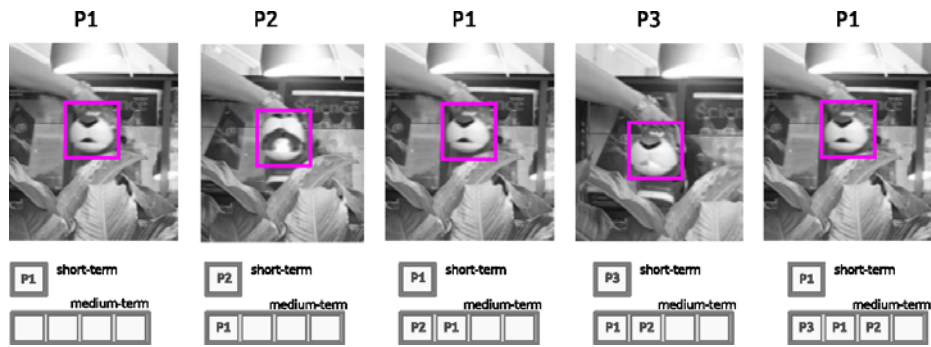 P1 P2 P1 P3 P1
Science
P1 short-term P2 short-term P1 short-term P3 short-term P1 short-term
medium-term medium-term medium-term medium-term medium-term
P1 P2 P1 P1 P2 P3 P1 P2